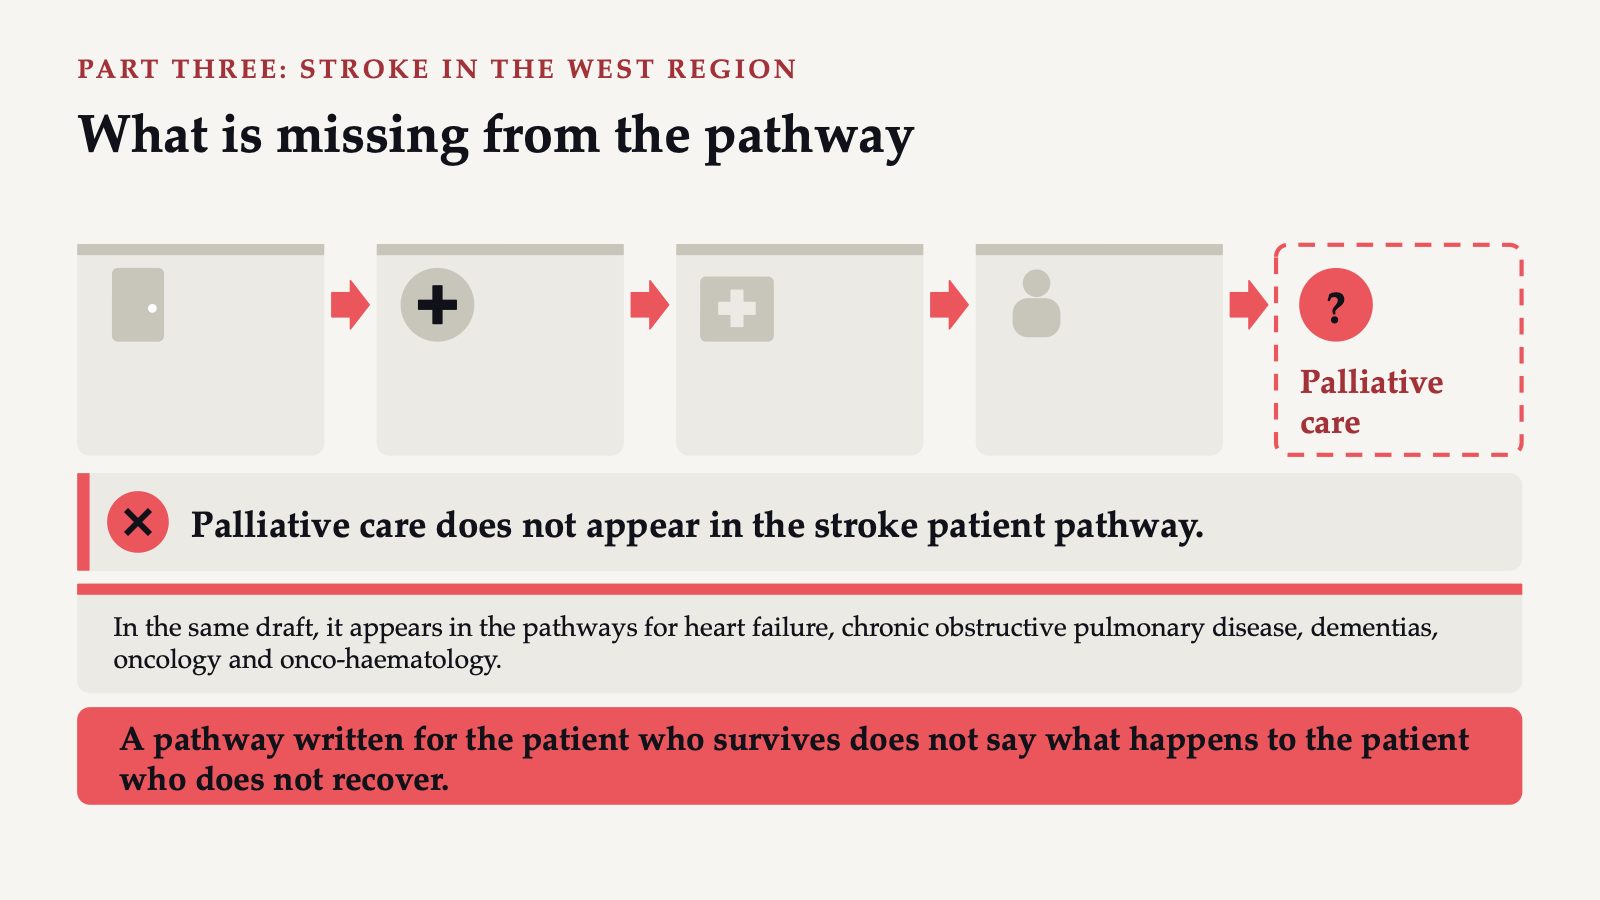 PART THREE: STROKE IN THE WEST REGION
What is missing from the pathway
?
Palliative
care
Palliative care does not appear in the stroke patient pathway.
In the same draft, it appears in the pathways for heart failure, chronic obstructive pulmonary disease, dementias,
oncology and onco-haematology.
A pathway written for the patient who survives does not say what happens to the patient
who does not recover.